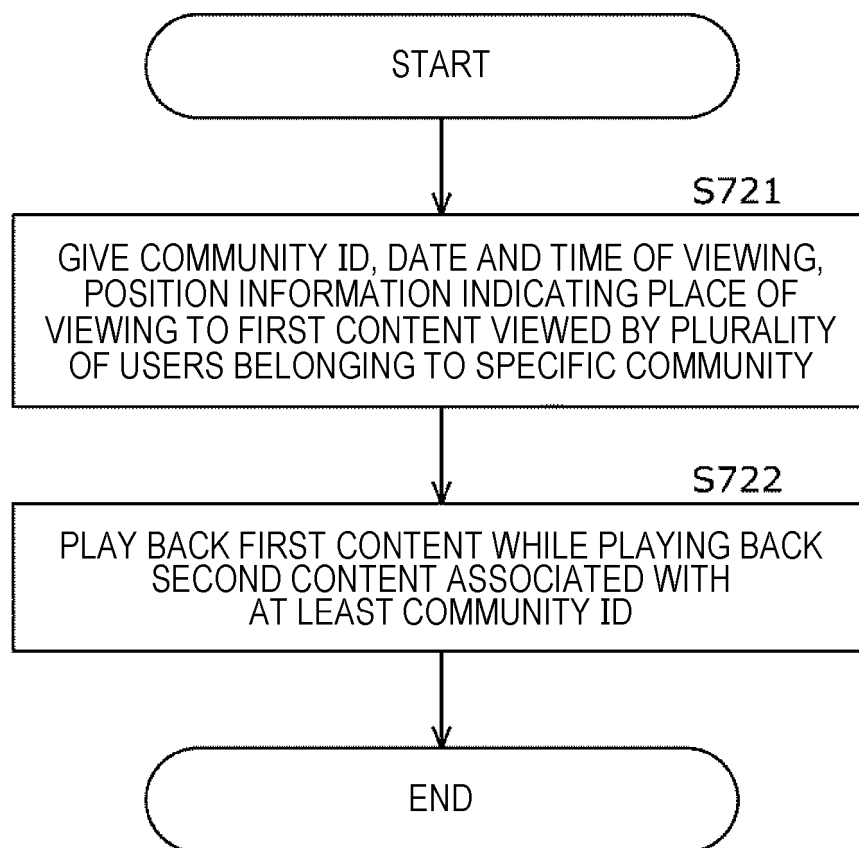 START
S721
GIVE COMMUNITY ID, DATE AND TIME OF VIEWING,
POSITION INFORMATION INDICATING PLACE OF
VIEWING TO FIRST CONTENT VIEWED BY PLURALITY
OF USERS BELONGING TO SPECIFIC COMMUNITY
S722
PLAY BACK FIRST CONTENT WHILE PLAYING BACK
SECOND CONTENT ASSOCIATED WITH
AT LEAST COMMUNITY ID
END